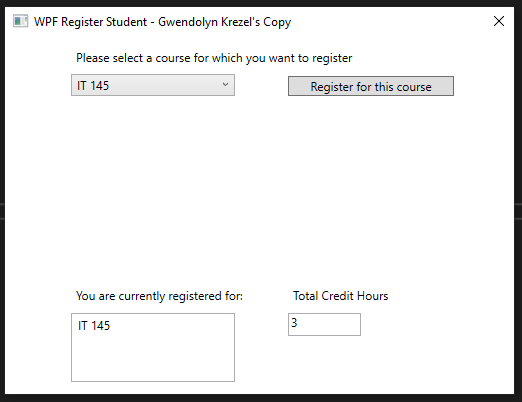 WPF Register Student - Gwendolyn Krezel's Copy
Please select a course for which you want to register
IT 145
Register for this course
You are currently registered for:
Total Credit Hours
IT 145
3